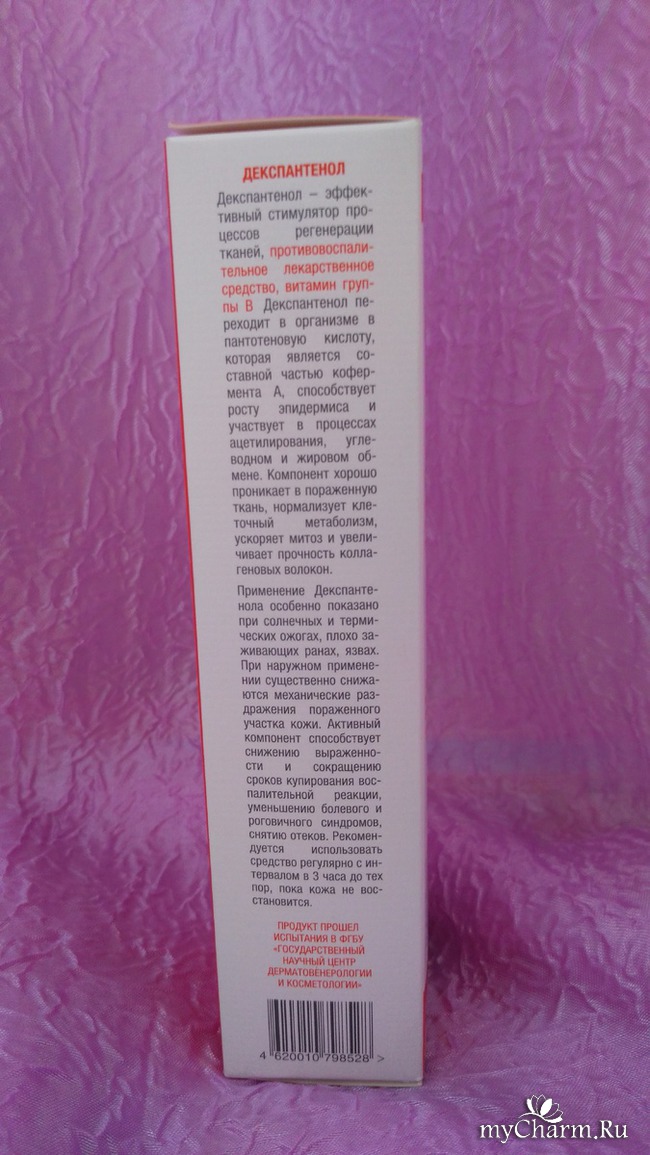 ДЕКСПАНТЕНОЛ
Декспантенол – эффек-
тивный стимулятор про-
цессов регенерации
тканей, противовоспали-
тельное лекарственное
средство, витамин груп-
пы В Декспантенол пе-
реходит в организме в
пантотеновую кислоту,
которая является со-
ставной частью кофер-
мента А, способствует
росту эпидермиса и
участвует в процессах
ацетилирования, угле-
водном и жировом об-
мене. Компонент хорошо
проникает в пораженную
ткань, нормализует кле-
точный метаболизм,
ускоряет митоз и увели-
чивает прочность колла-
геновых волокон.
Применение Декспанте-
нола особенно показано
при солнечных и терми-
ческих ожогах, плохо за-
живающих ранах, язвах.
При наружном примене-
нии существенно снижа-
ются механические раз-
дражения пораженного
участка кожи. Активный
компонент способствует
снижению выраженно-
сти и сокращению
сроков купирования вос-
палительной реакции,
уменьшению болевого и
роговичного синдромов,
снятию отеков. Рекомен-
дуется использовать
средство регулярно с ин-
тервалом в 3 часа до тех
пор, пока кожа не вос-
становится.
ПРОДУКТ ПРОШЕЛ
ИСПЫТАНИЯ В ФГБУ
«ГОСУДАРСТВЕННЫЙ
НАУЧНЫЙ ЦЕНТР
ДЕРМАТОВЕНЕРОЛОГИИ
И КОСМЕТОЛОГИИ»
4 620010 798528 >
myCharm.Ru